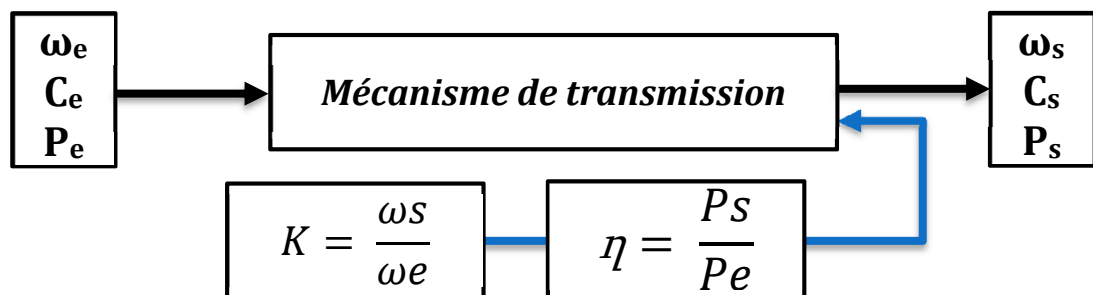 ωₑ
Cₑ
Pₑ
Mécanisme de transmission
ωₛ
Cₛ
Pₛ
K = ωs/ωe
η = Ps/Pe